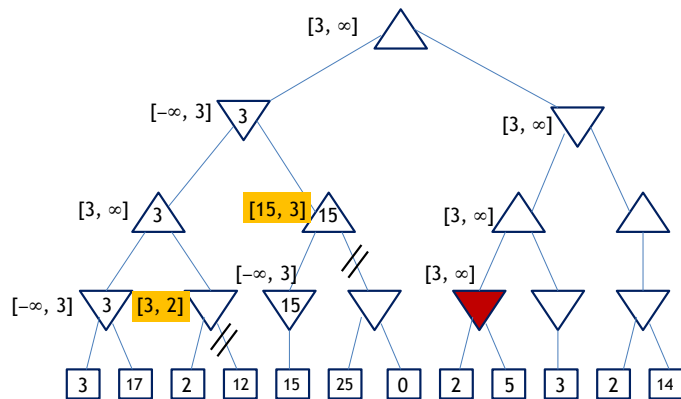 [3, ∞]
[−∞, 3] 3 [3, ∞]
[3, ∞] 3 [15, 3] 15 [3, ∞]
[−∞, 3] 3 [3, 2] [−∞, 3] 15 [3, ∞]
3 17 2 12 15 25 0 2 5 3 2 14